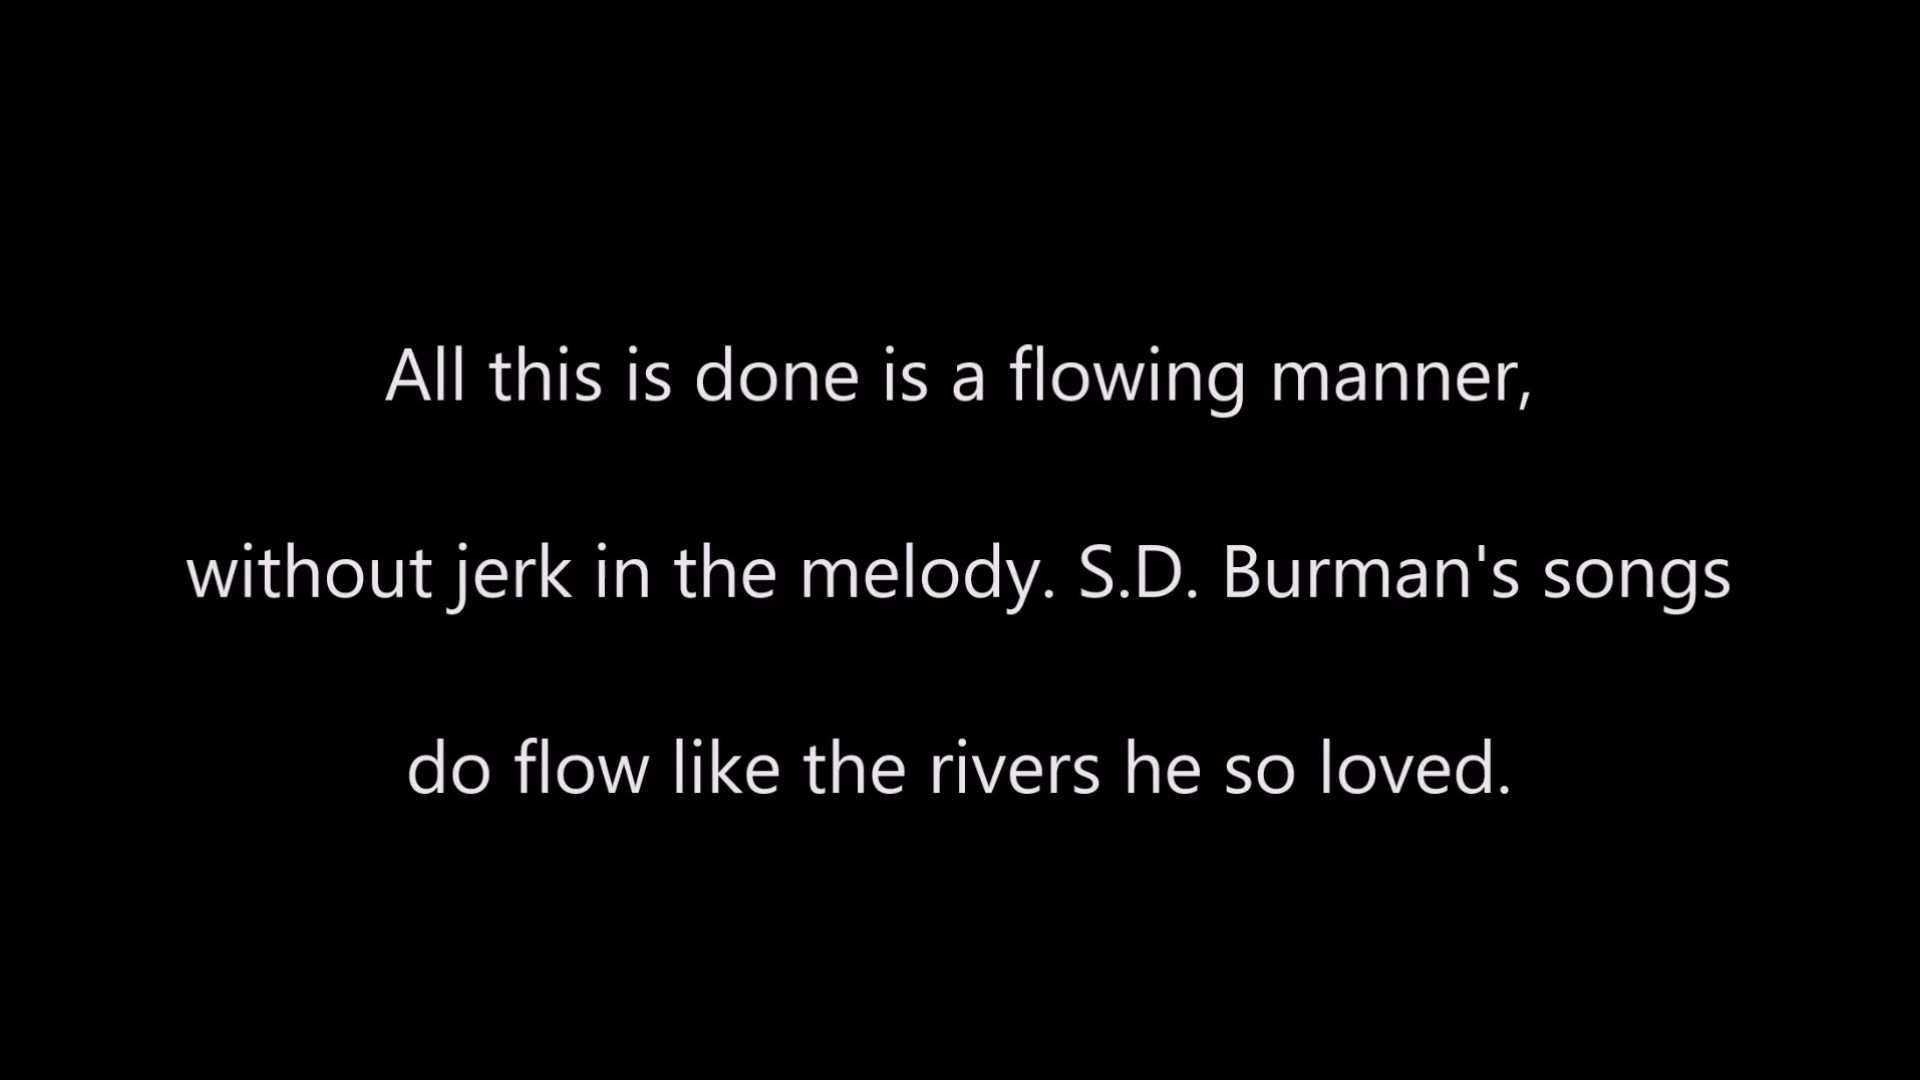 All this is done is a flowing manner,
without jerk in the melody. S.D. Burman's songs
do flow like the rivers he so loved.